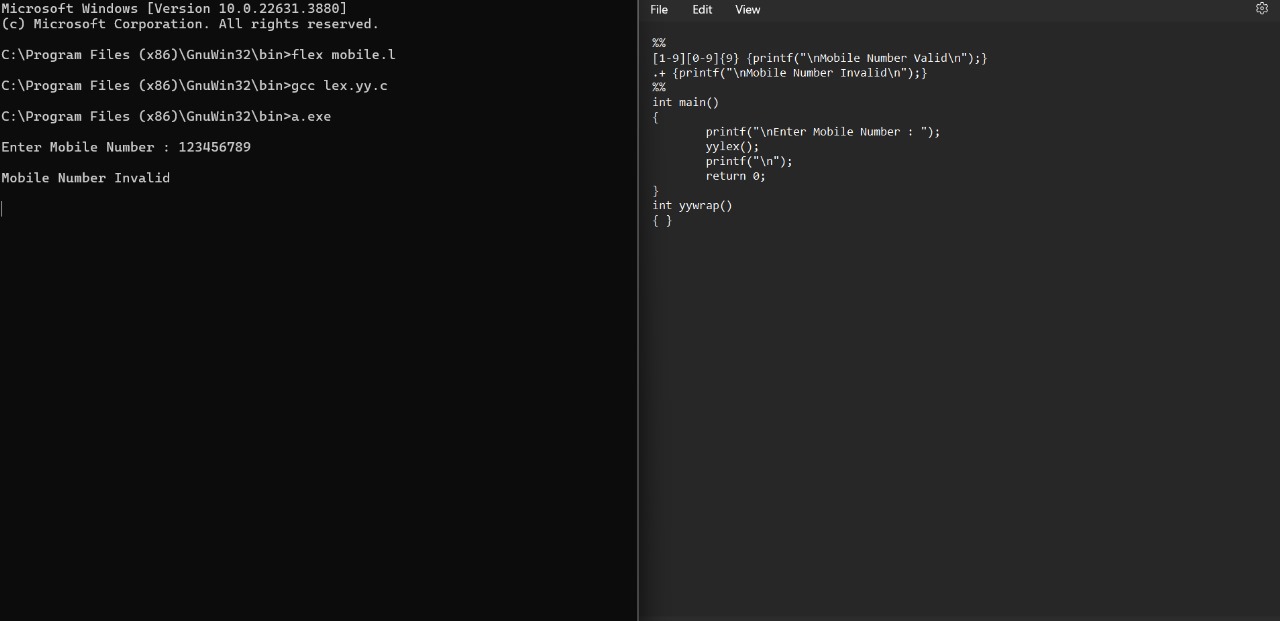 Microsoft Windows [Version 10.0.22631.3880]
(c) Microsoft Corporation. All rights reserved.
C:\Program Files (x86)\GnuWin32\bin>flex mobile.l
C:\Program Files (x86)\GnuWin32\bin>gcc lex.yy.c
C:\Program Files (x86)\GnuWin32\bin>a.exe
Enter Mobile Number : 123456789
Mobile Number Invalid
File Edit View
%%
[1-9][0-9]{9} {printf("\nMobile Number Valid\n");}
.+ {printf("\nMobile Number Invalid\n");}
%%
int main()
{
printf("\nEnter Mobile Number : ");
yylex();
printf("\n");
return 0;
}
int yywrap()
{ }